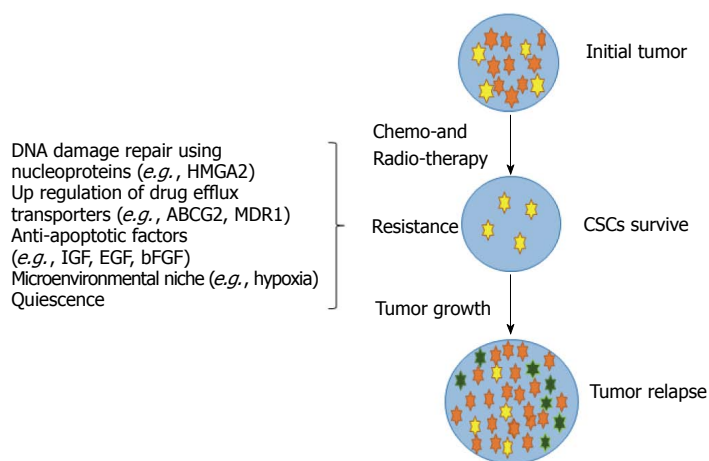 Initial tumor
Chemo-and
Radio-therapy
DNA damage repair using
nucleoproteins (e.g., HMGA2)
Up regulation of drug efflux
transporters (e.g., ABCG2, MDR1)
Anti-apoptotic factors
(e.g., IGF, EGF, bFGF)
Microenvironmental niche (e.g., hypoxia)
Quiescence
Resistance
CSCs survive
Tumor growth
Tumor relapse